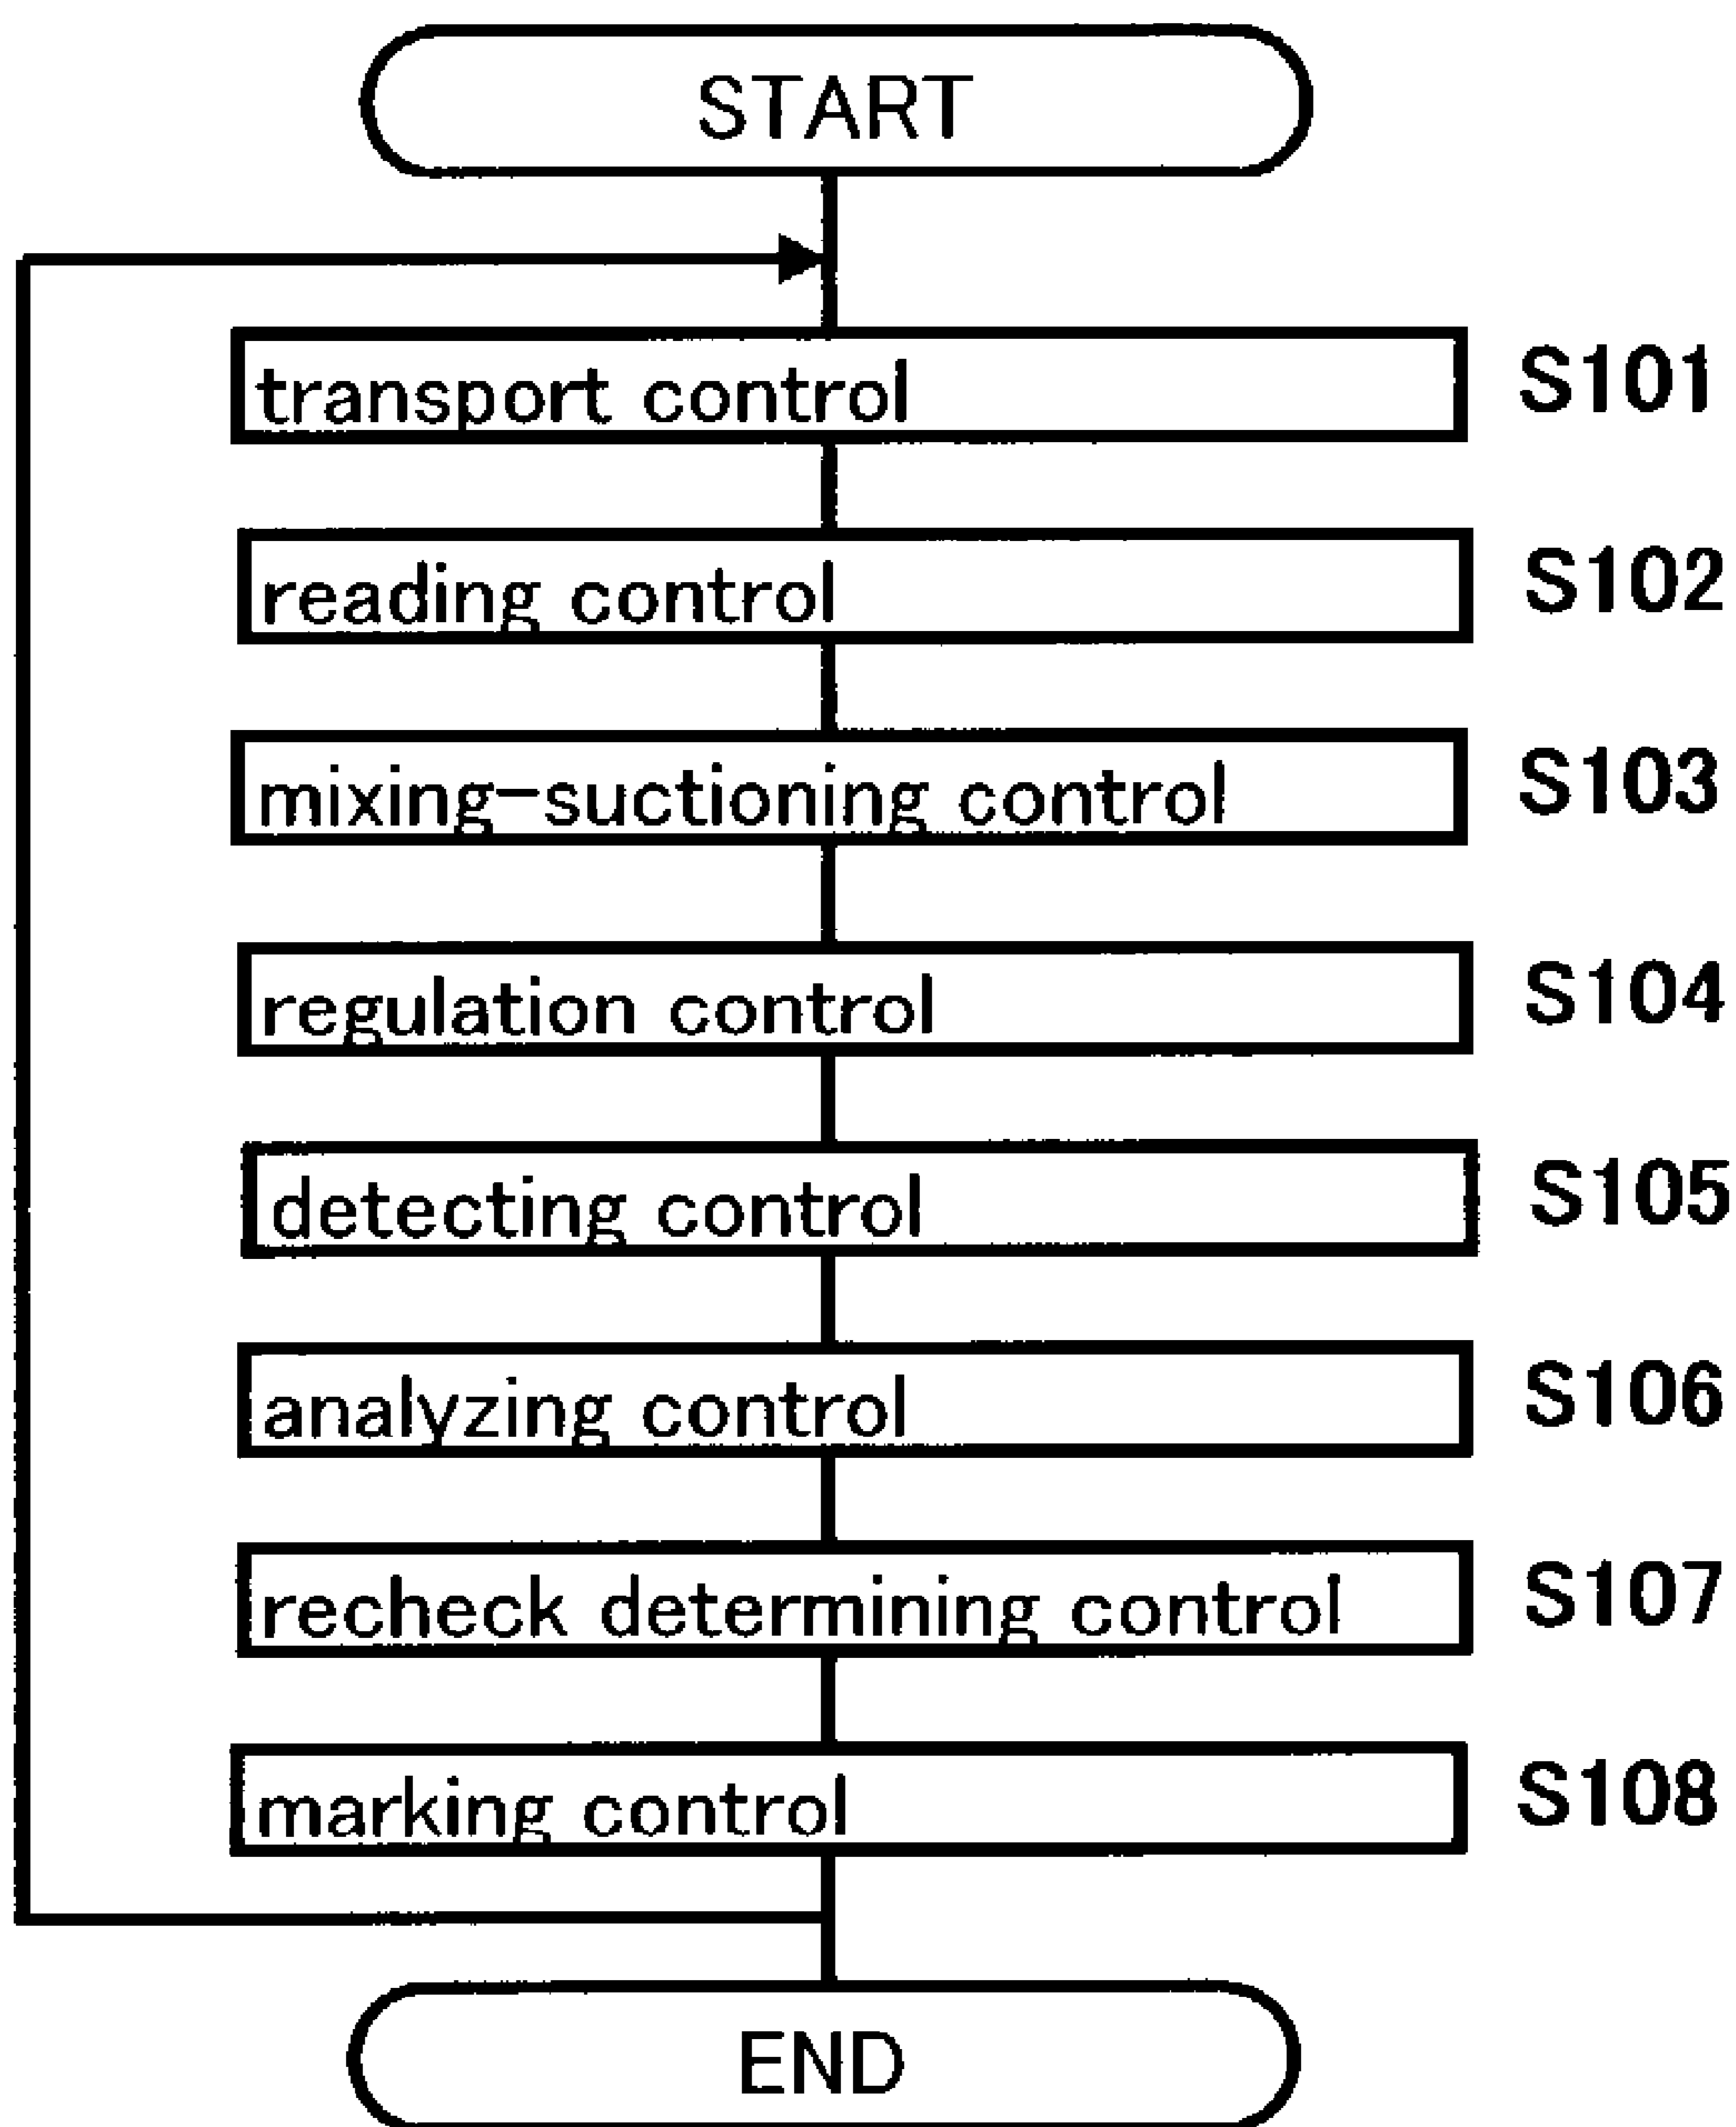 START
transport control S101
reading control S102
mixing-suctioning control S103
regulation control S104
detecting control S105
analyzing control S106
recheck determining control S107
marking control S108
END